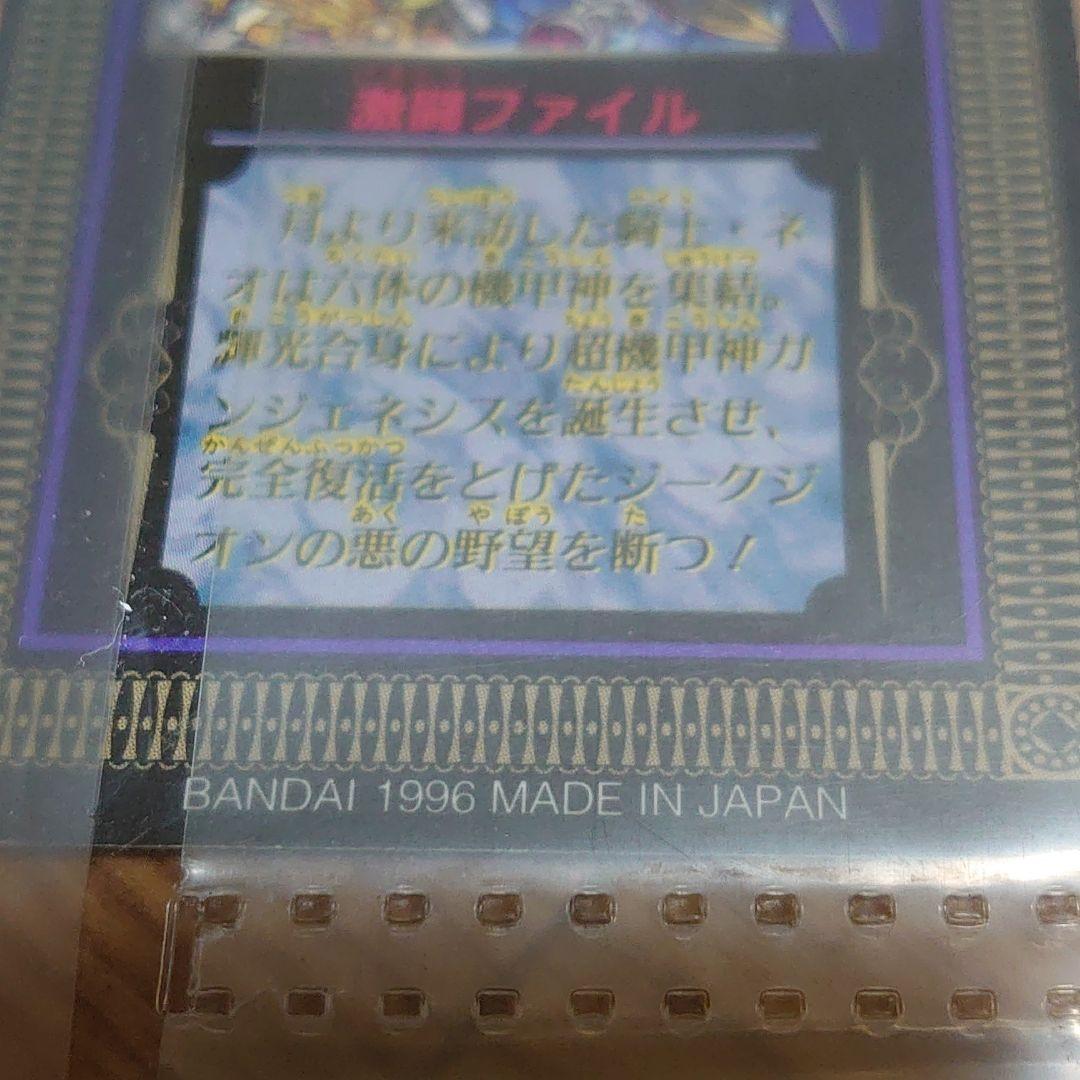 激闘ファイル
月より来訪した騎士・ネ
オは六体の機甲神を集結。
輝光合身により超機甲神ガ
ンジェネシスを誕生させ、
完全復活をとげたジークジ
オンの悪の野望を断つ！
BANDAI 1996 MADE IN JAPAN